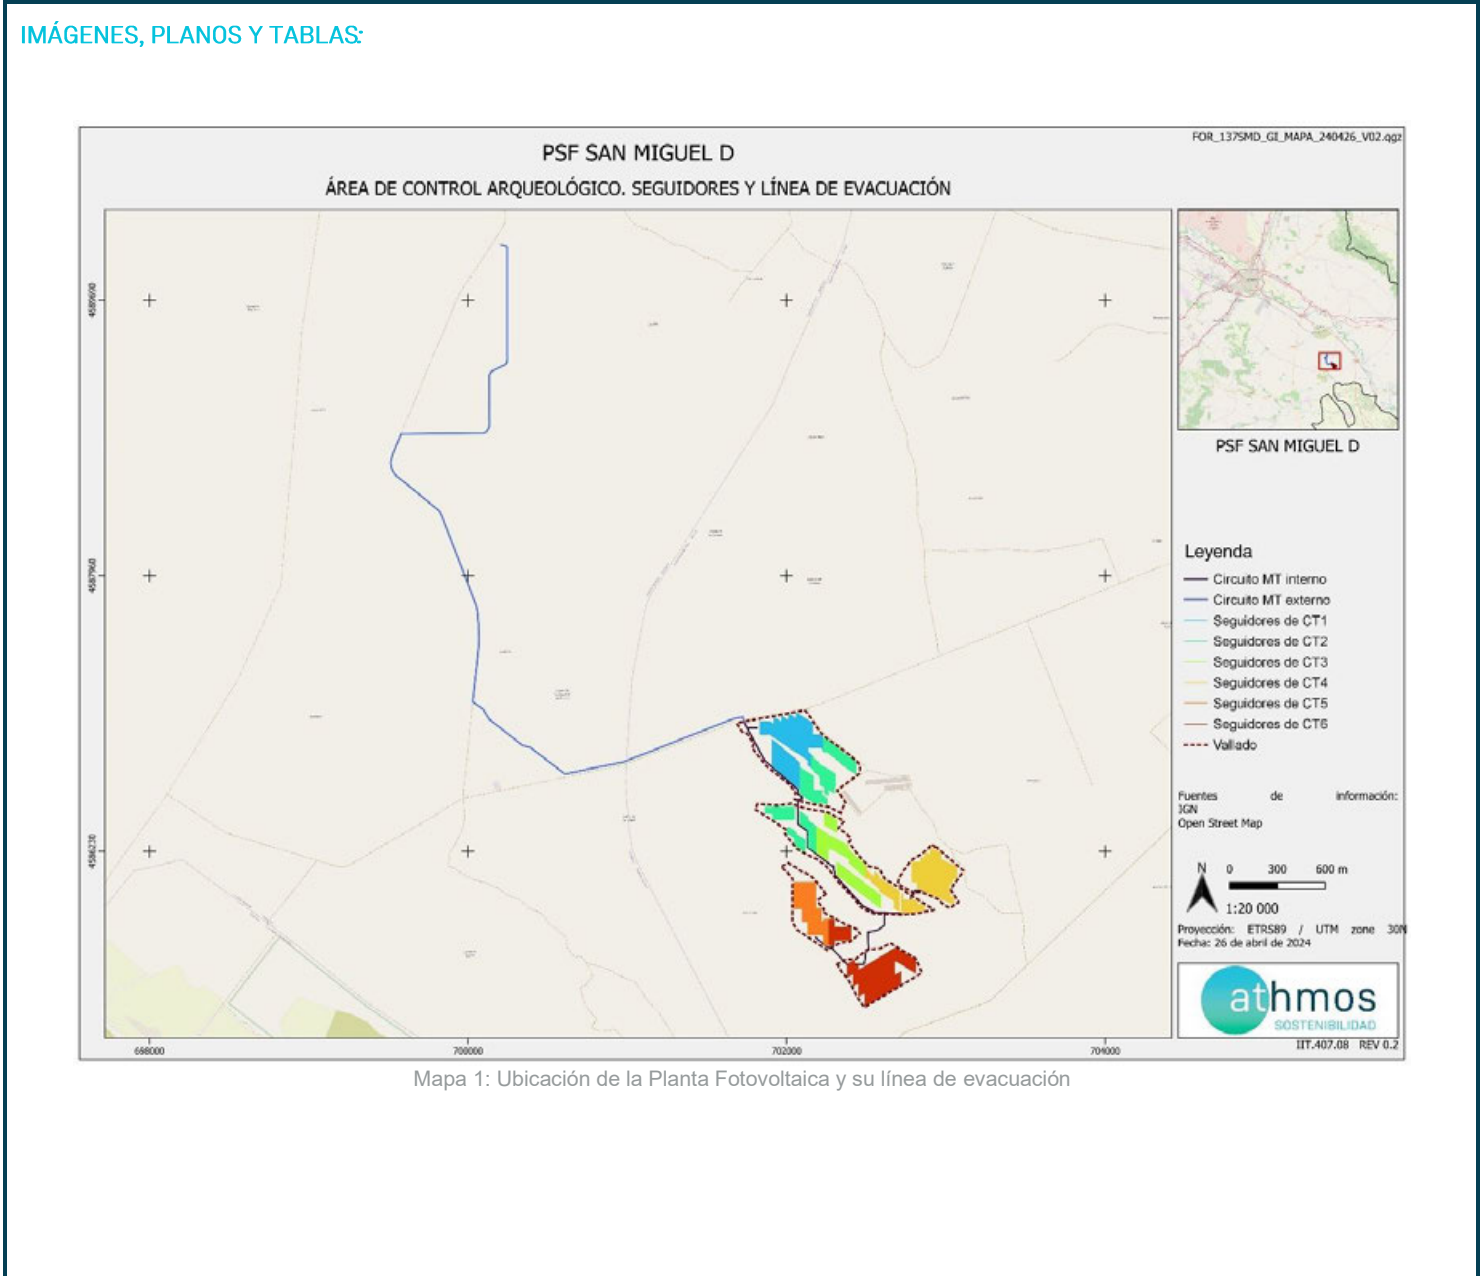 IMÁGENES, PLANOS Y TABLAS:
FOR_137SMD_GI_MAPA_240426_V02.qgz
PSF SAN MIGUEL D
ÁREA DE CONTROL ARQUEOLÓGICO. SEGUIDORES Y LÍNEA DE EVACUACIÓN
4589690
4587960
4586230
698000
700000
702000
704000
PSF SAN MIGUEL D
Leyenda
Circuito MT interno
Circuito MT externo
Seguidores de CT1
Seguidores de CT2
Seguidores de CT3
Seguidores de CT4
Seguidores de CT5
Seguidores de CT6
Vallado
Fuentes de información:
IGN
Open Street Map
N
0 300 600 m
1:20 000
Proyección: ETRS89 / UTM zone 30N
Fecha: 26 de abril de 2024
athmos
SOSTENIBILIDAD
IIT.407.08 REV 0.2
Mapa 1: Ubicación de la Planta Fotovoltaica y su línea de evacuación